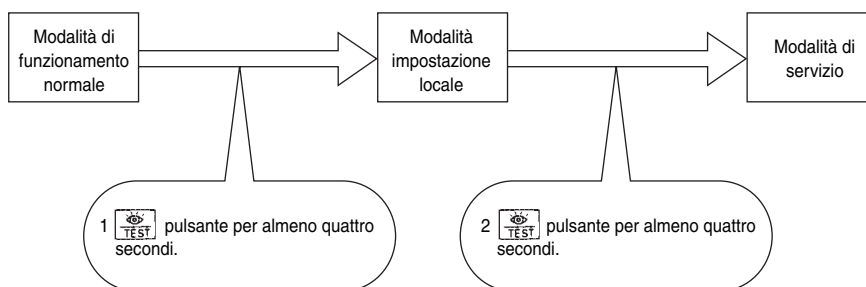 Modalità di
funzionamento
normale
Modalità
impostazione
locale
Modalità di
servizio
1 TEST pulsante per almeno quattro
secondi.
2 TEST pulsante per almeno quattro
secondi.